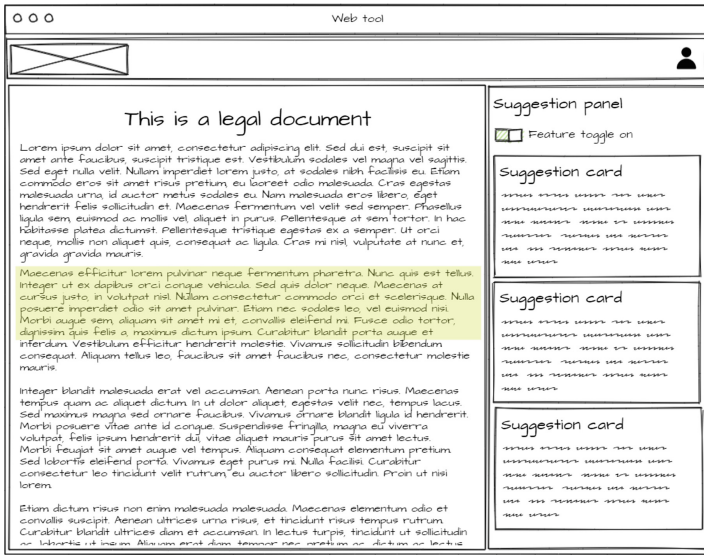 Web tool
This is a legal document
Lorem ipsum dolor sit amet, consectetur adipiscing elit. Sed dui est, suscipit sit
amet ante faucibus, suscipit tristique est. Vestibulum sodales vel magna vel sagittis.
Sed eget nulla velit. Nullam imperdiet lorem justo, at sodales nibh facilisis eu. Etiam
commodo eros sit amet risus pretium, eu laoreet odio malesuada. Cras egestas
malesuada urna, id auctor metus sodales eu. Nam malesuada eros libero, eget
hendrerit felis sollicitudin et. Maecenas fermentum vel velit sed semper. Phasellus
ligula sem, euismod ac mollis vel, aliquet in purus. Pellentesque at sem tortor. In hac
habitasse platea dictumst. Pellentesque tristique egestas ex a semper. Ut orci
neque, mollis non aliquet quis, consequat ac ligula. Cras mi nisl, vulputate at nunc et,
gravida gravida mauris.
Maecenas efficitur lorem pulvinar neque fermentum pharetra. Nunc quis est tellus.
Integer ut ex dapibus orci congue vehicula. Sed quis dolor neque. Maecenas at
cursus justo, in volutpat nisl. Nullam consectetur commodo orci et scelerisque. Nulla
posuere imperdiet odio sit amet pulvinar. Etiam nec sodales leo, vel euismod nisi.
Morbi augue sem, aliquam sit amet mi et, convallis eleifend mi. Fusce odio tortor,
dignissim quis felis a, maximus dictum ipsum. Curabitur blandit porta augue et
interdum. Vestibulum efficitur hendrerit molestie. Vivamus sollicitudin bibendum
consequat. Aliquam tellus leo, faucibus sit amet faucibus nec, consectetur molestie
mauris.
Integer blandit malesuada erat vel accumsan. Aenean porta nunc risus. Maecenas
tempus quam ac aliquet dictum. In ut dolor aliquet, egestas velit nec, tempus lacus.
Sed maximus magna sed ornare faucibus. Vivamus ornare blandit ligula id hendrerit.
Morbi posuere vitae ante id congue. Suspendisse fringilla, magna eu viverra
volutpat, felis ipsum hendrerit dui, vitae aliquet mauris purus sit amet lectus.
Morbi feugiat sit amet augue vel tempus. Aliquam consequat elementum pretium.
Sed lobortis eleifend porta. Vivamus eget purus mi. Nulla facilisi. Curabitur
consectetur leo tincidunt velit rutrum, eu auctor libero sollicitudin. Proin ut nisi
lorem.
Etiam dictum risus non enim malesuada malesuada. Maecenas elementum odio et
convallis suscipit. Aenean ultrices urna risus, et tincidunt risus tempus rutrum.
Curabitur blandit ultrices diam et accumsan. In lectus turpis, tincidunt ut sollicitudin
ac, lobortis ut ipsum. Aliquam erat diam, tempor nec pretium ac, dictum ac lectus.
Suggestion panel
Feature toggle on
Suggestion card
Suggestion card
Suggestion card